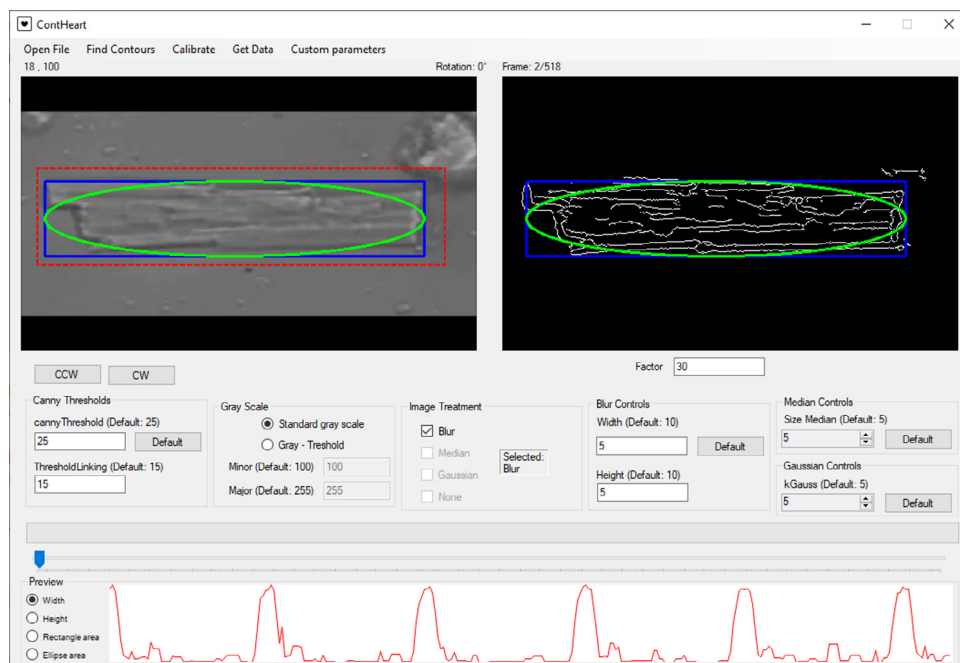 ContHeart
Open File Find Contours Calibrate Get Data Custom parameters
18 , 100 Rotation: 0° Frame: 2/518
CCW CW
Factor 30
Canny Thresholds
cannyThreshold (Default: 25)
25 Default
ThresholdLinking (Default: 15)
15
Gray Scale
Standard gray scale
Gray - Treshold
Minor (Default: 100) 100
Major (Default: 255) 255
Image Treatment
Blur
Median
Gaussian
None
Selected:
Blur
Blur Controls
Width (Default: 10)
5 Default
Height (Default: 10)
5
Median Controls
Size Median (Default: 5)
5 Default
Gaussian Controls
kGauss (Default: 5)
5 Default
Preview
Width
Height
Rectangle area
Ellipse area